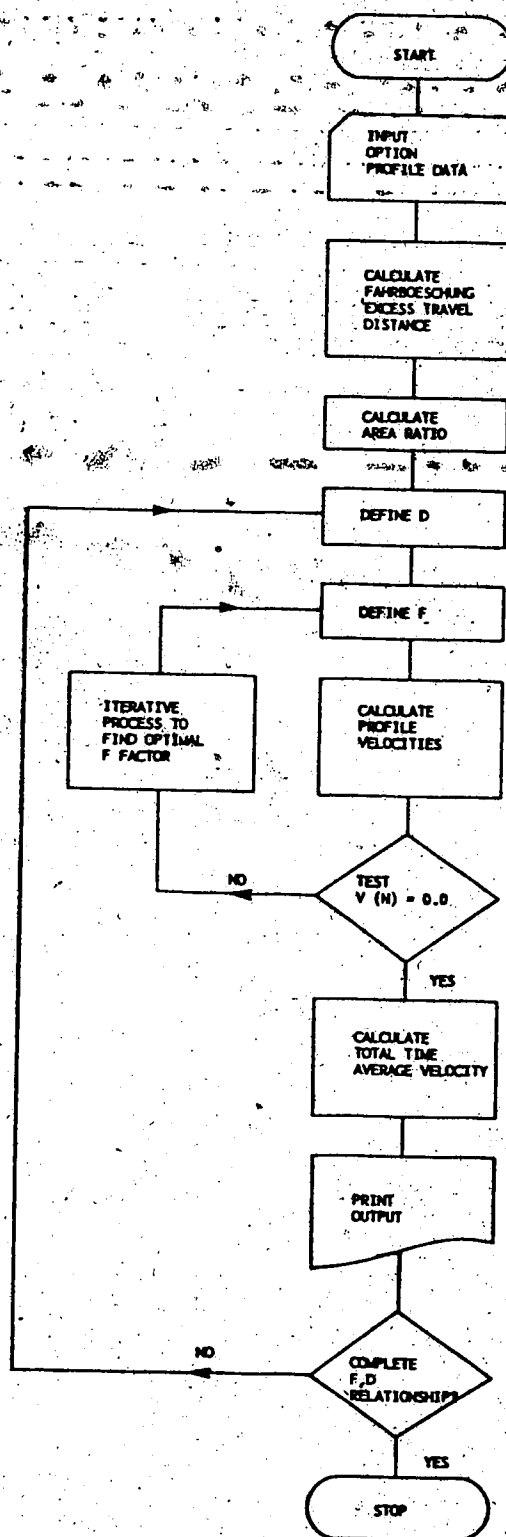 START
INPUT
OPTION
PROFILE DATA
CALCULATE
FAHRBOESCHUNG
EXCESS TRAVEL
DISTANCE
CALCULATE
AREA RATIO
DEFINE D
DEFINE F
ITERATIVE
PROCESS TO
FIND OPTIMAL
F FACTOR
CALCULATE
PROFILE
VELOCITIES
NO
TEST
V (N) = 0.0
YES
CALCULATE
TOTAL TIME
AVERAGE VELOCITY
PRINT
OUTPUT
NO
COMPLETE
F,D
RELATIONSHIP?
YES
STOP